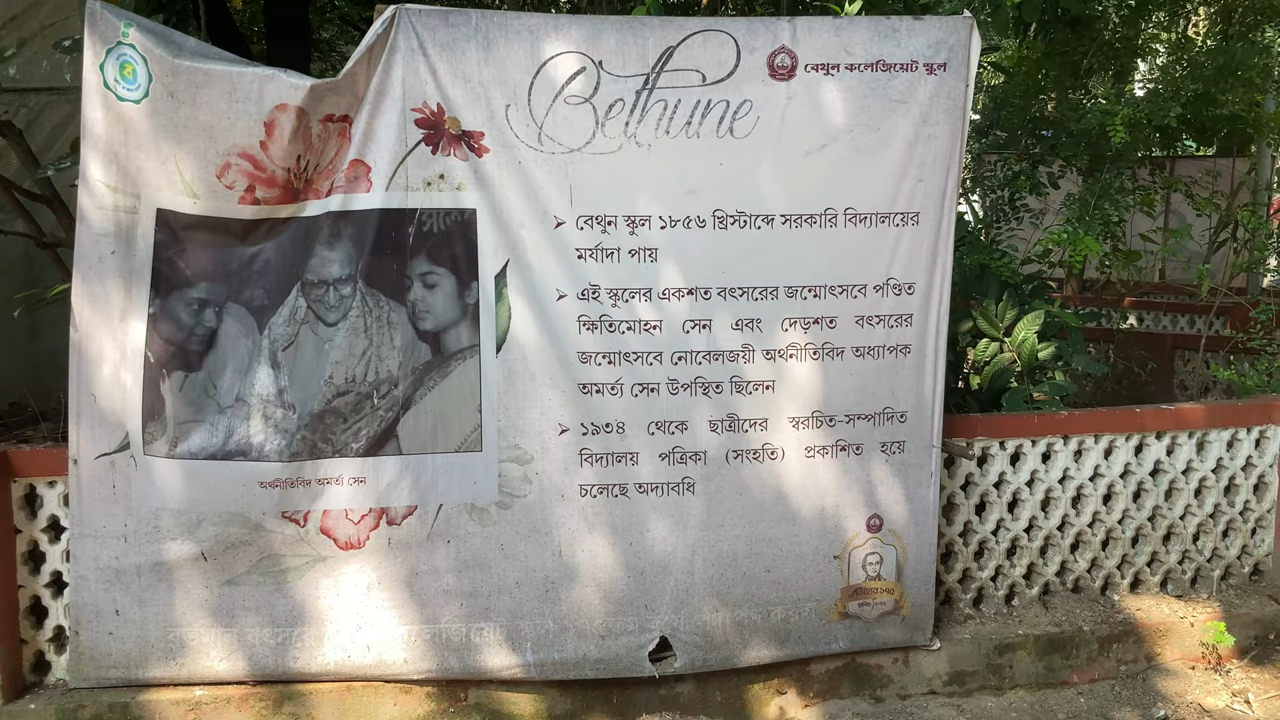 Bethune
বেথুন কলেজিয়েট স্কুল
➢ বেথুন স্কুল ১৮৫৬ খ্রিস্টাব্দে সরকারি বিদ্যালয়ের
মর্যাদা পায়
➢ এই স্কুলের একশত বৎসরের জন্মোৎসবে পণ্ডিত
ক্ষিতিমোহন সেন এবং দেড়শত বৎসরের
জন্মোৎসবে নোবেলজয়ী অর্থনীতিবিদ অধ্যাপক
অমর্ত্য সেন উপস্থিত ছিলেন
➢ ১৯৩৪ থেকে ছাত্রীদের স্বরচিত-সম্পাদিত
বিদ্যালয় পত্রিকা (সংহতি) প্রকাশিত হয়ে
চলেছে অদ্যাবধি
অর্থনীতিবিদ অমর্ত্য সেন